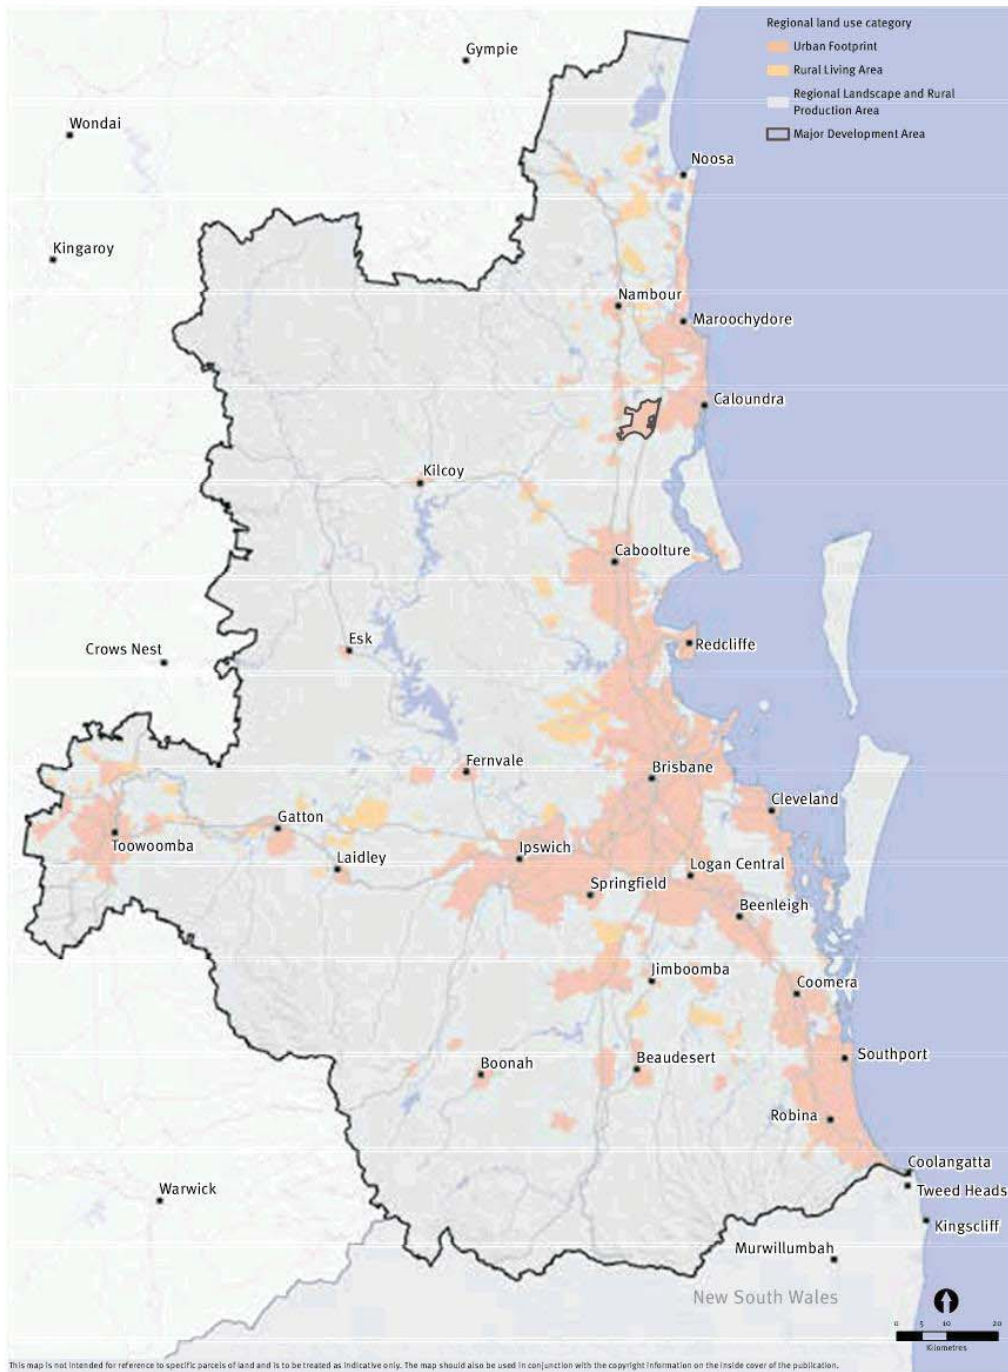 Regional land use category
Urban Footprint
Rural Living Area
Regional Landscape and Rural
Production Area
Major Development Area
Gympie
Wondai
Noosa
Kingaroy
Nambour
Maroochydore
Caloundra
Kilcoy
Caboolture
Esk
Redcliffe
Crows Nest
Fernvale
Brisbane
Cleveland
Gatton
Toowoomba
Ipswich
Laidley
Logan Central
Springfield
Beenleigh
Jimboomba
Coomera
Southport
Boonah
Beaudesert
Robina
Coolangatta
Warwick
Tweed Heads
Kingscliff
Murwillumbah
New South Wales
0 5 10 20
Kilometres
This map is not intended for reference to specific parcels of land and is to be treated as indicative only. The map should also be used in conjunction with the copyright information on the inside cover of the publication.